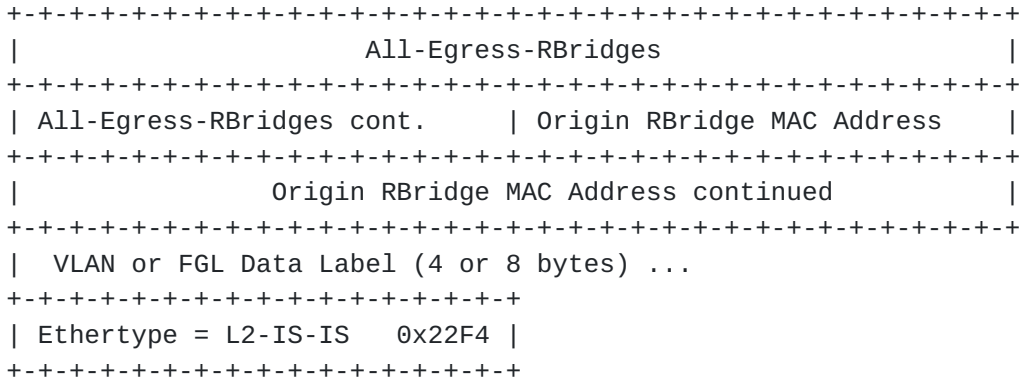 +-+-+-+-+-+-+-+-+-+-+-+-+-+-+-+-+-+-+-+-+-+-+-+-+-+-+-+-+-+-+-+-+
|                      All-Egress-RBridges                      |
+-+-+-+-+-+-+-+-+-+-+-+-+-+-+-+-+-+-+-+-+-+-+-+-+-+-+-+-+-+-+-+-+
| All-Egress-RBridges cont.     | Origin RBridge MAC Address    |
+-+-+-+-+-+-+-+-+-+-+-+-+-+-+-+-+-+-+-+-+-+-+-+-+-+-+-+-+-+-+-+-+
|                Origin RBridge MAC Address continued           |
+-+-+-+-+-+-+-+-+-+-+-+-+-+-+-+-+-+-+-+-+-+-+-+-+-+-+-+-+-+-+-+-+
|  VLAN or FGL Data Label (4 or 8 bytes) ...
+-+-+-+-+-+-+-+-+-+-+-+-+-+-+-+-+
| Ethertype = L2-IS-IS   0x22F4 |
+-+-+-+-+-+-+-+-+-+-+-+-+-+-+-+-+